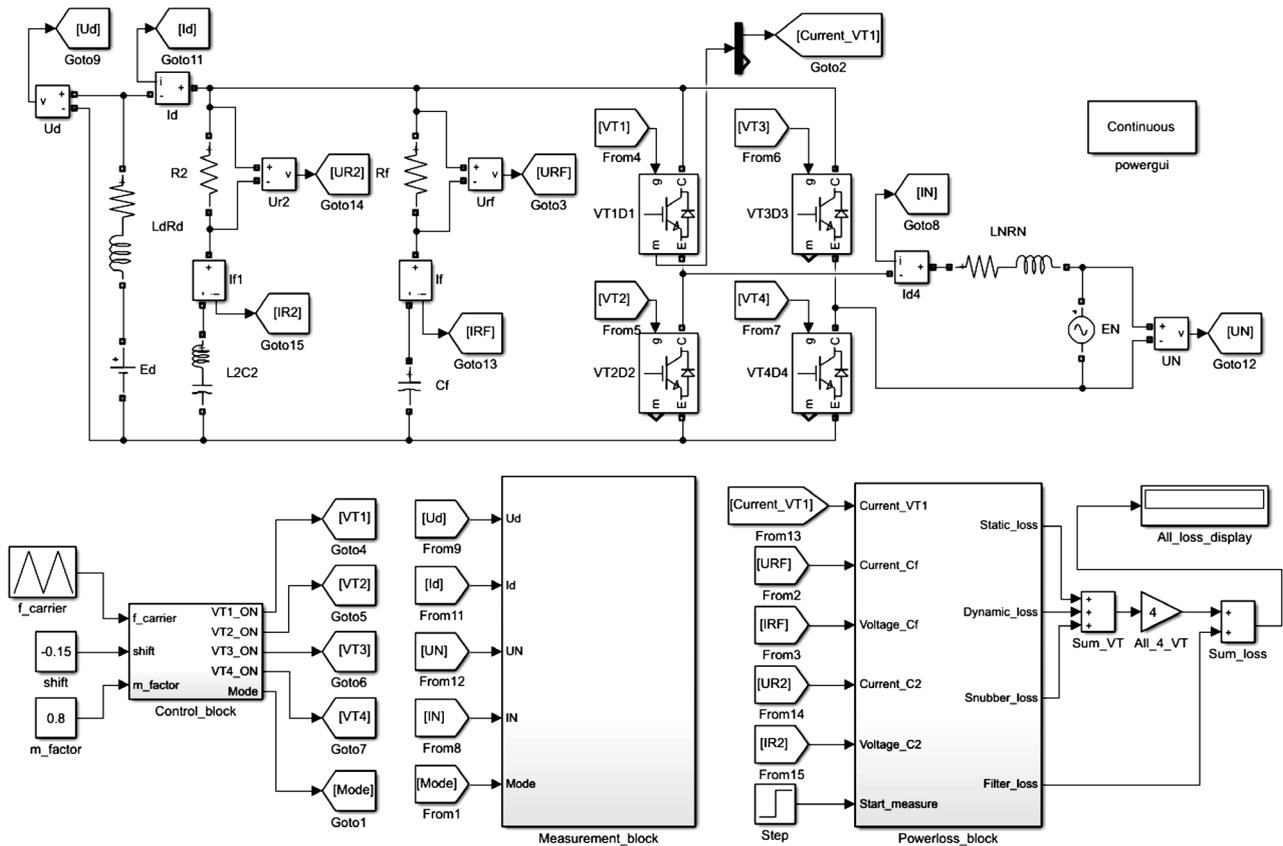 [Ud]
Goto9
[Id]
Goto11
[Current_VT1]
Goto2
v + -
Ud
i +
Id
R2
+ - v
Ur2
[UR2]
Goto14
Rf
+ - v
Urf
[URF]
Goto3
LdRd
+ - i
If1
[IR2]
Goto15
+ - i
If
[IRF]
Goto13
Ed
L2C2
Cf
[VT1]
From4
g C
VT1D1
m E
[VT3]
From6
g C
VT3D3
m E
[VT2]
From5
g C
VT2D2
m E
[VT4]
From7
g C
VT4D4
m E
[IN]
Goto8
i - +
Id4
LNRN
EN
+ - v
UN
[UN]
Goto12
Continuous
powergui
f_carrier
-0.15
shift
0.8
m_factor
f_carrier
shift
m_factor
VT1_ON
VT2_ON
VT3_ON
VT4_ON
Mode
Control_block
[VT1]
Goto4
[VT2]
Goto5
[VT3]
Goto6
[VT4]
Goto7
[Mode]
Goto1
[Ud]
From9
[Id]
From11
[UN]
From12
[IN]
From8
[Mode]
From1
Ud
Id
UN
IN
Mode
Measurement_block
[Current_VT1]
From13
[URF]
From2
[IRF]
From3
[UR2]
From14
[IR2]
From15
Step
Current_VT1
Current_Cf
Voltage_Cf
Current_C2
Voltage_C2
Start_measure
Static_loss
Dynamic_loss
Snubber_loss
Filter_loss
Powerloss_block
+
+
+
Sum_VT
4
All_4_VT
+
+
Sum_loss
All_loss_display